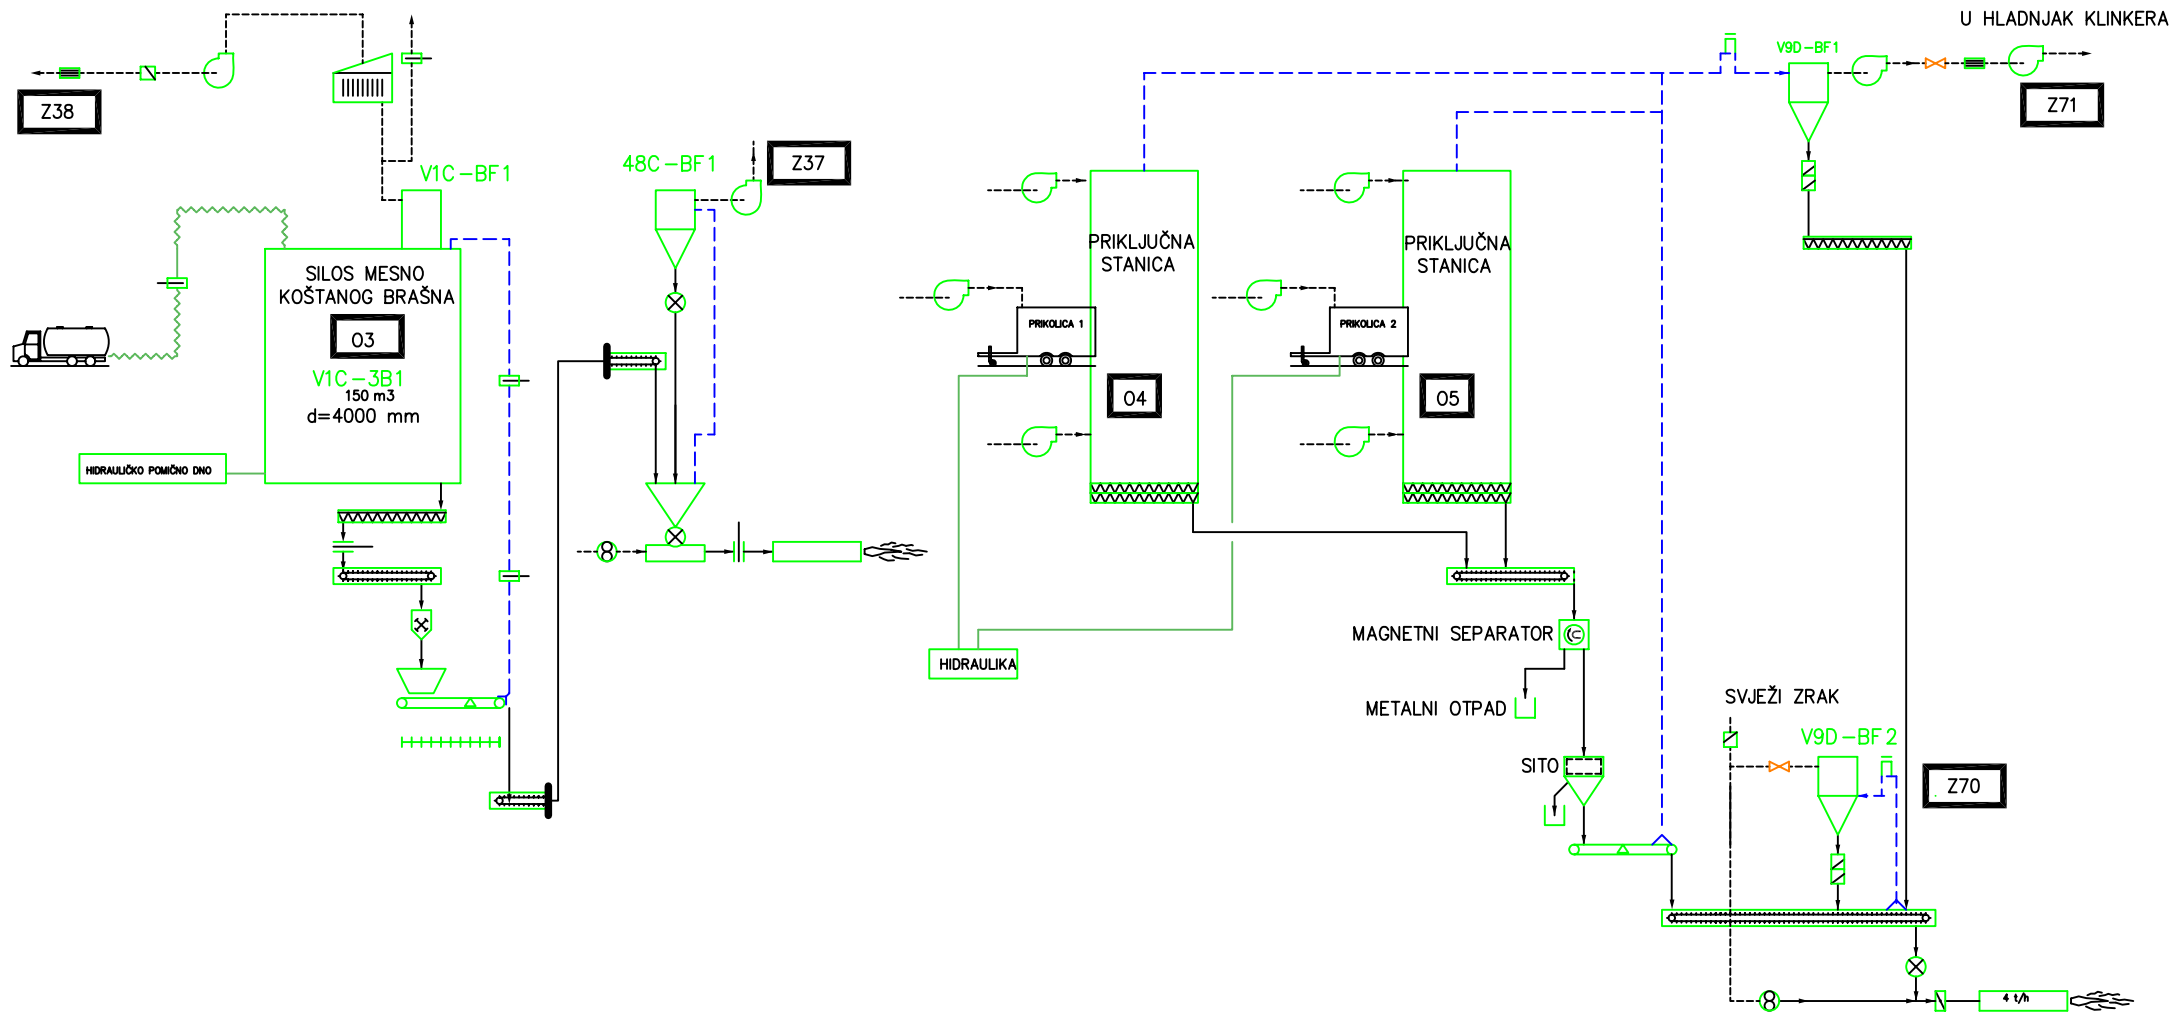 U HLADNJAK KLINKERA
V9D-BF1
Z38
Z71
Z37
V1C-BF1
48C-BF1
PRIKLJUČNA
STANICA
PRIKLJUČNA
STANICA
SILOS MESNO
KOŠTANOG BRAŠNA
03
V1C-3B1
150 m3
d=4000 mm
PRIKOLICA 1
PRIKOLICA 2
04
05
HIDRAULIČKO POMIČNO DNO
MAGNETNI SEPARATOR
HIDRAULIKA
METALNI OTPAD
SVJEŽI ZRAK
V9D-BF2
SITO
Z70
4 t/h